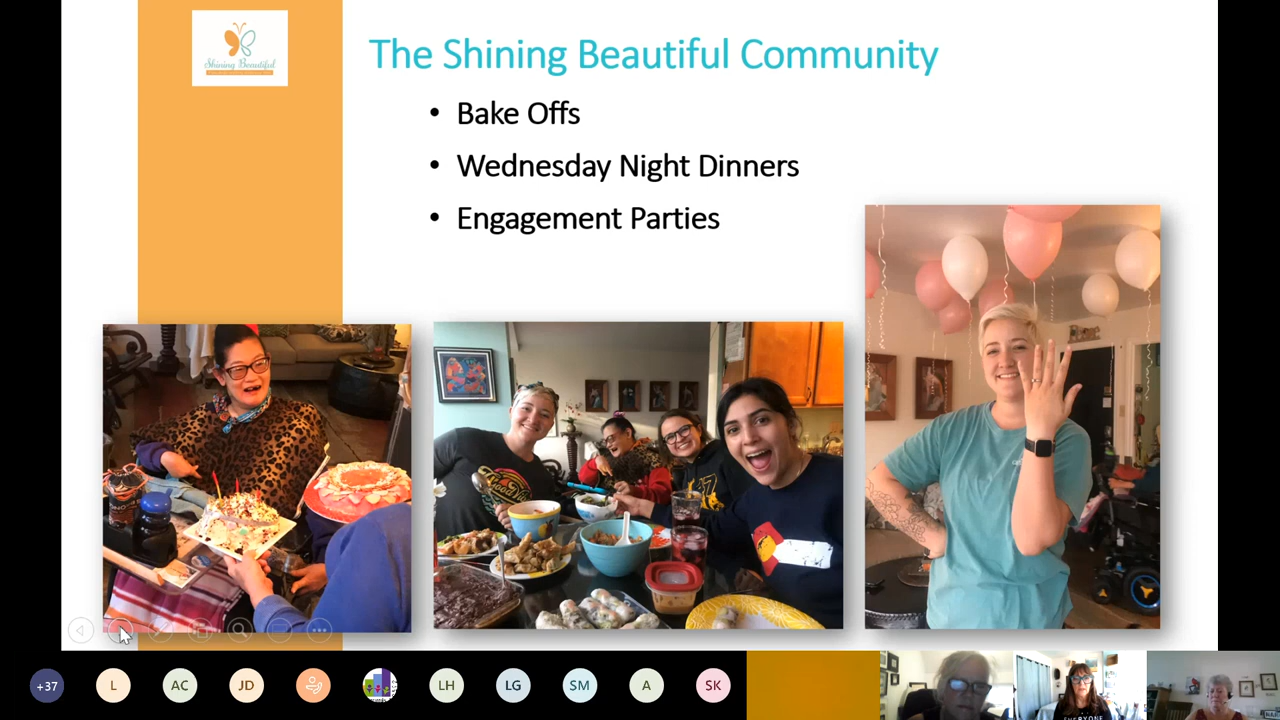 Shining Beautiful
The Shining Beautiful Community
• Bake Offs
• Wednesday Night Dinners
• Engagement Parties
+37
L
AC
JD
LH
LG
SM
A
SK
EVERYONE